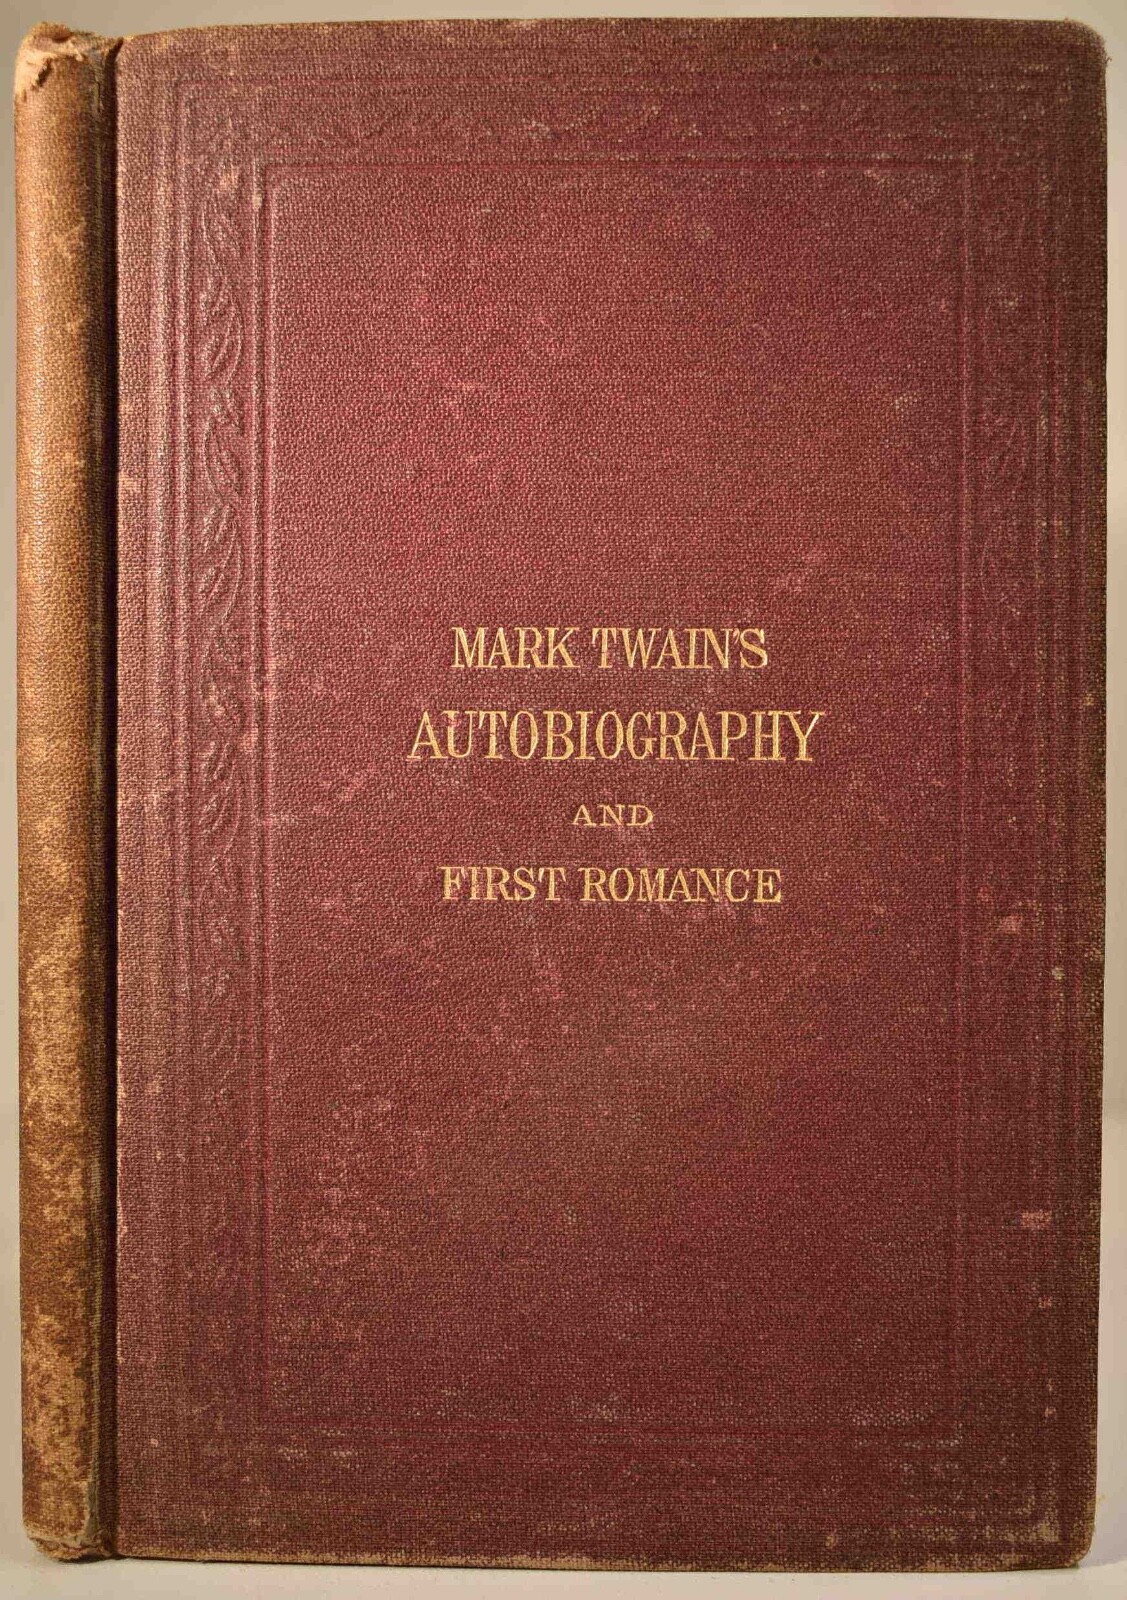 MARK TWAIN'S
AUTOBIOGRAPHY
AND
FIRST ROMANCE